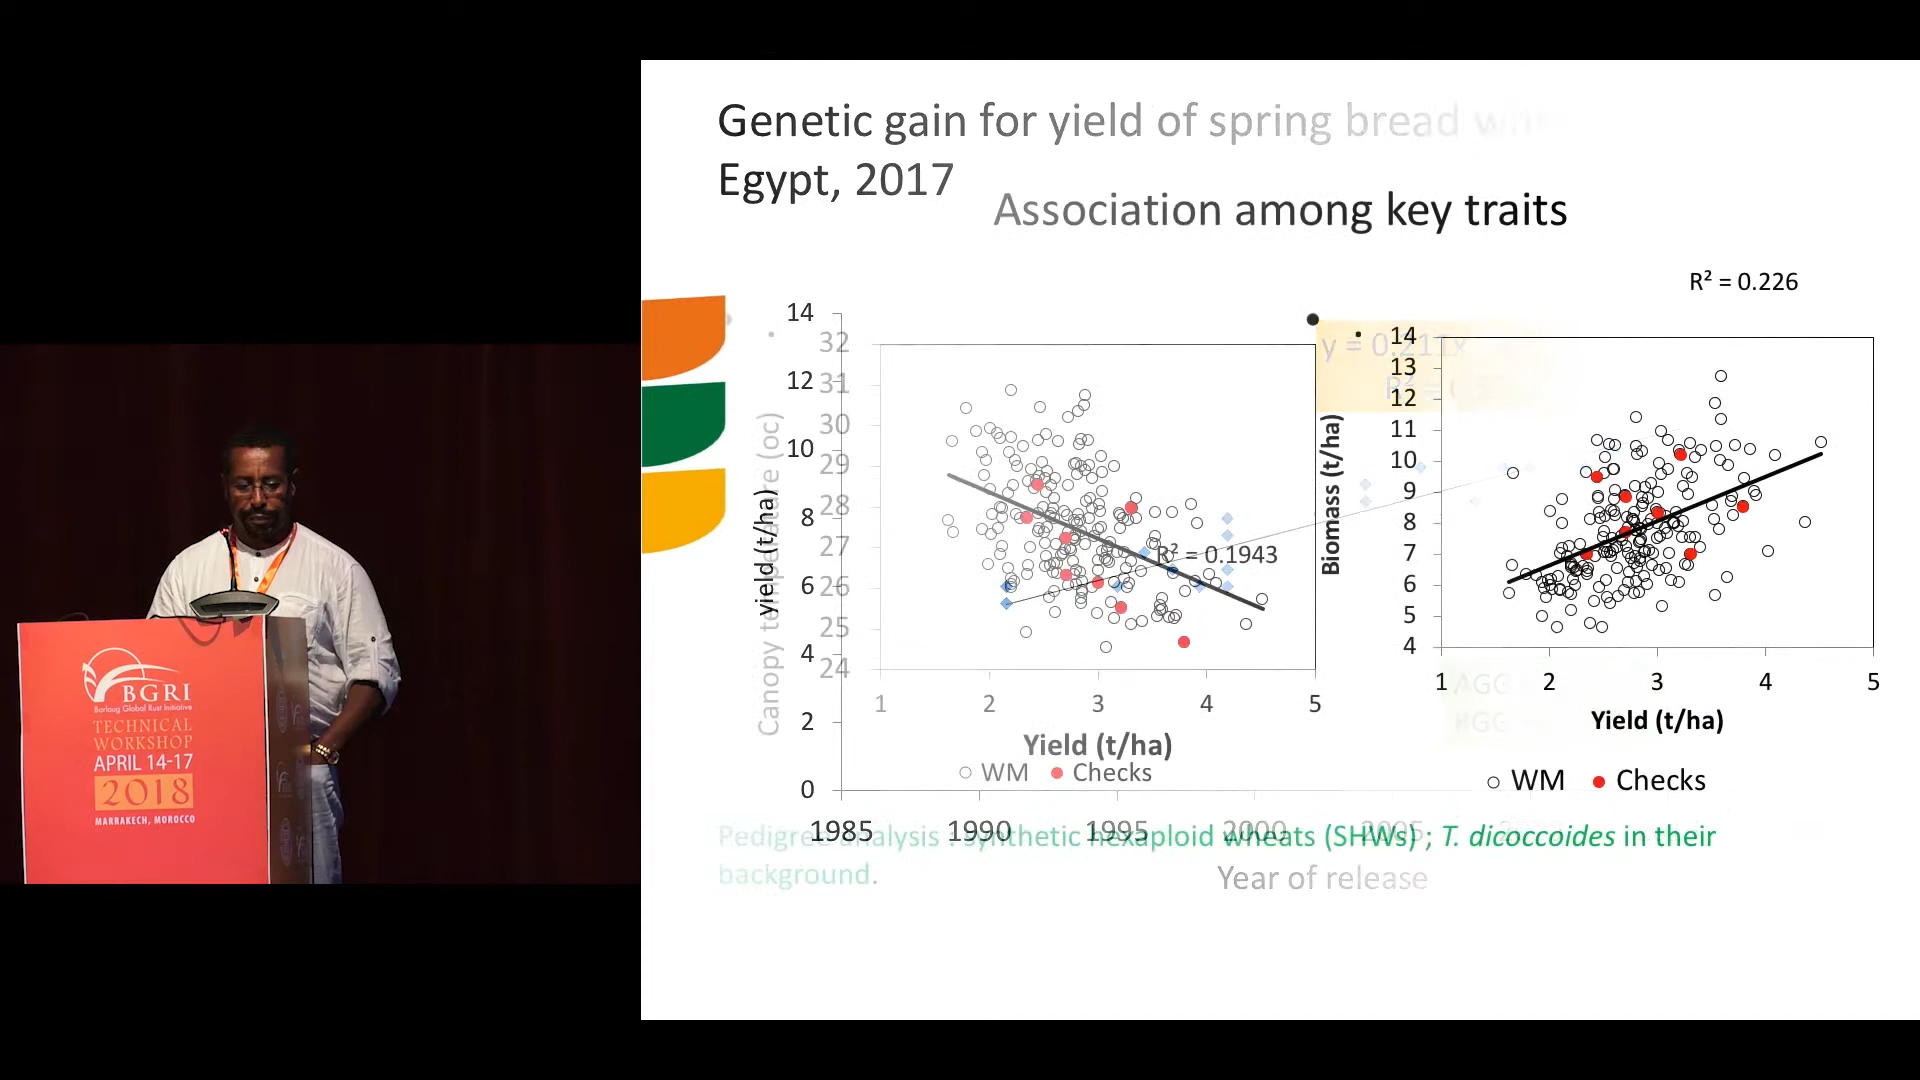 BGRI
Borlaug Global Rust Initiative
TECHNICAL
WORKSHOP
APRIL 14-17
2018
MARRAKECH, MOROCCO
Genetic gain for yield of spring bread
Egypt, 2017
Association among key traits
R² = 0.226
14
12
10
8
6
4
2
0
yield (t/ha)
1985
1990
1995
2000
2005
Year of release
y = 0.211x
R² =
Canopy temperature (oc)
32
31
30
29
28
27
26
25
24
R² = 0.1943
1 2 3 4 5
Yield (t/ha)
WM Checks
Biomass (t/ha)
14
13
12
11
10
9
8
7
6
5
4
1 2 3 4 5
Yield (t/ha)
WM Checks
Pedigree analysis : synthetic hexaploid wheats (SHWs) ; T. dicoccoides in their
background.